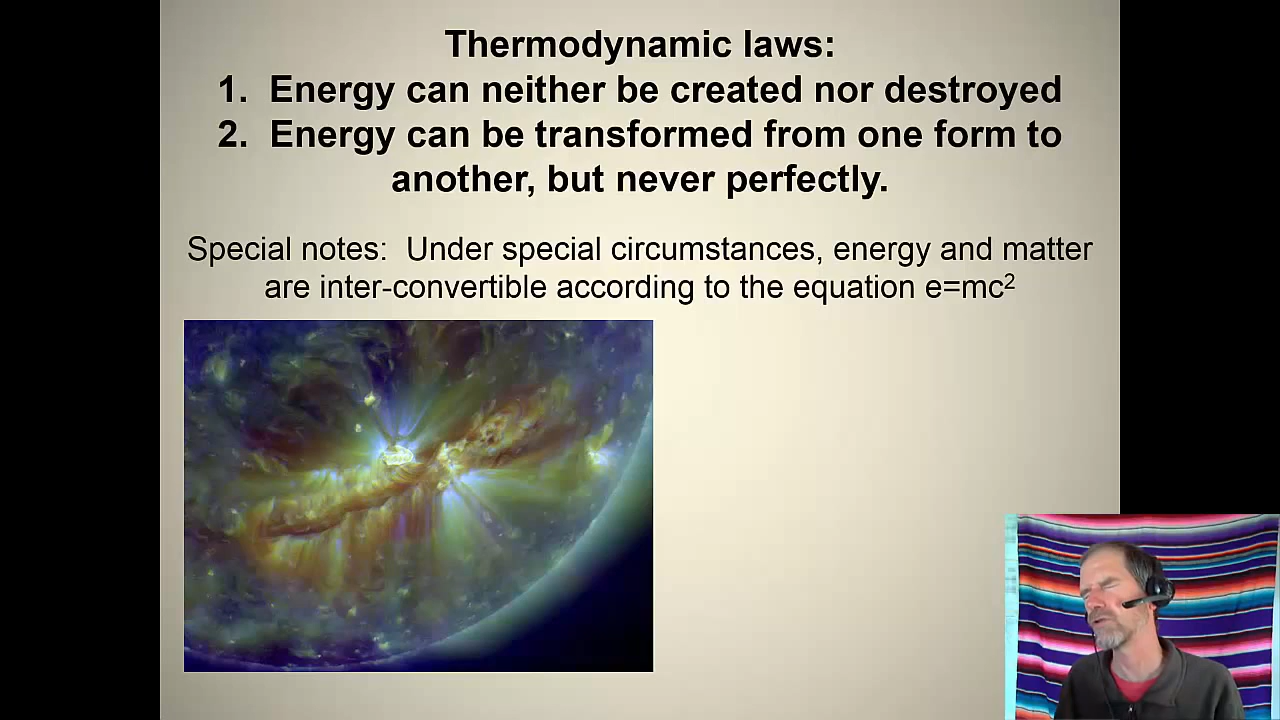 Thermodynamic laws:
1. Energy can neither be created nor destroyed
2. Energy can be transformed from one form to
another, but never perfectly.
Special notes: Under special circumstances, energy and matter
are inter-convertible according to the equation e=mc²